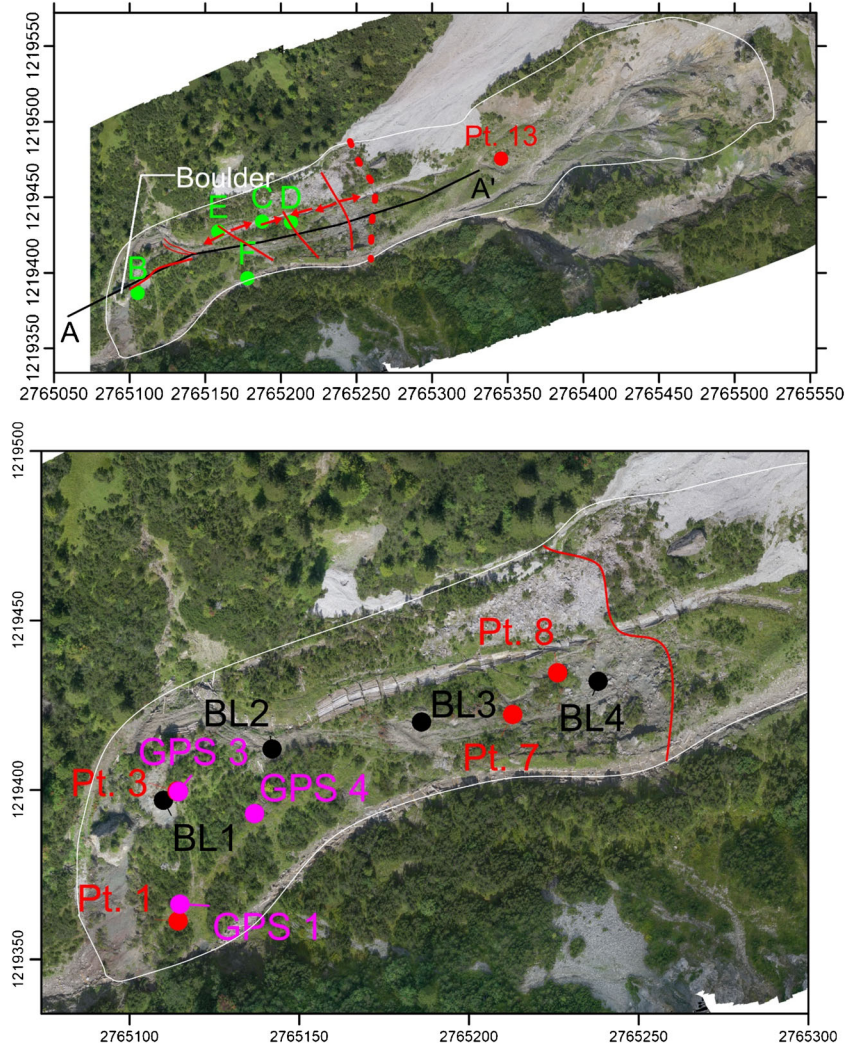 1219550
1219500
1219450
1219400
1219350
Pt. 13
Boulder
A'
C
D
E
F
B
A
2765050 2765100 2765150 2765200 2765250 2765300 2765350 2765400 2765450 2765500 2765550
1219500
1219450
1219400
1219350
Pt. 8
BL2
BL3
BL4
GPS 3
Pt. 7
Pt. 3
GPS 4
BL1
Pt. 1
GPS 1
2765100 2765150 2765200 2765250 2765300